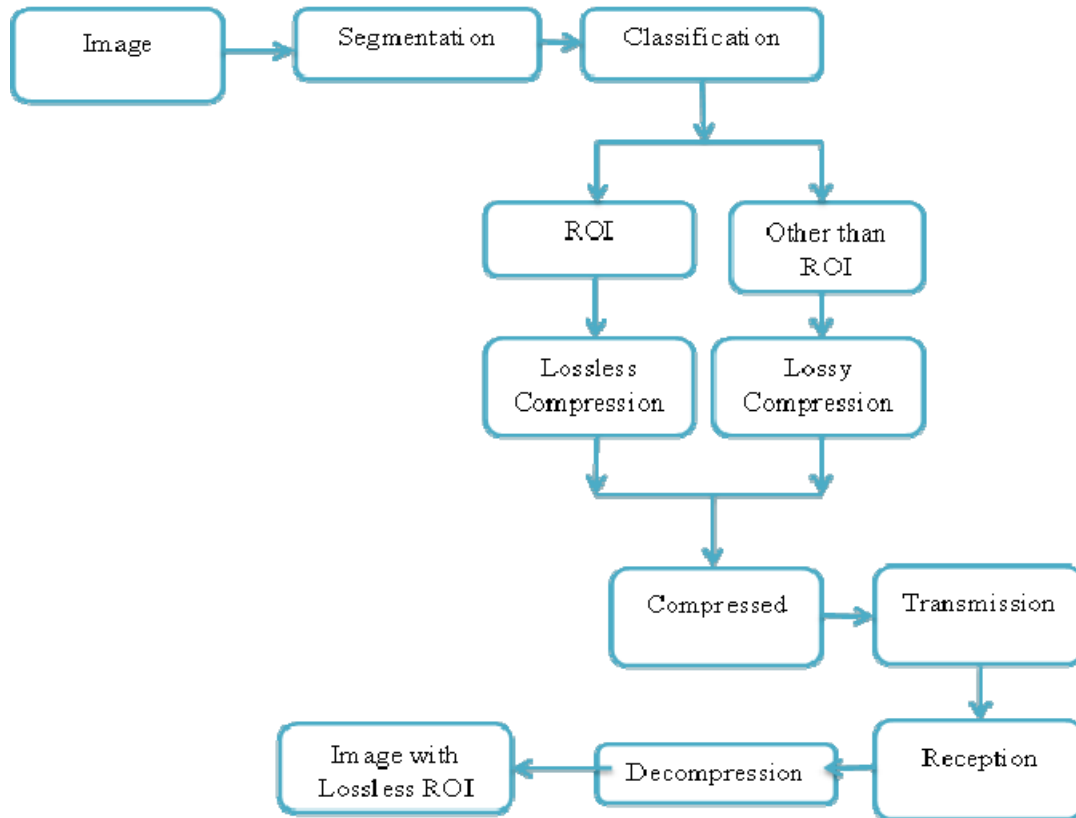 Image
Segmentation
Classification
ROI
Other than
ROI
Lossless
Compression
Lossy
Compression
Compressed
Transmission
Reception
Decompression
Image with
Lossless ROI